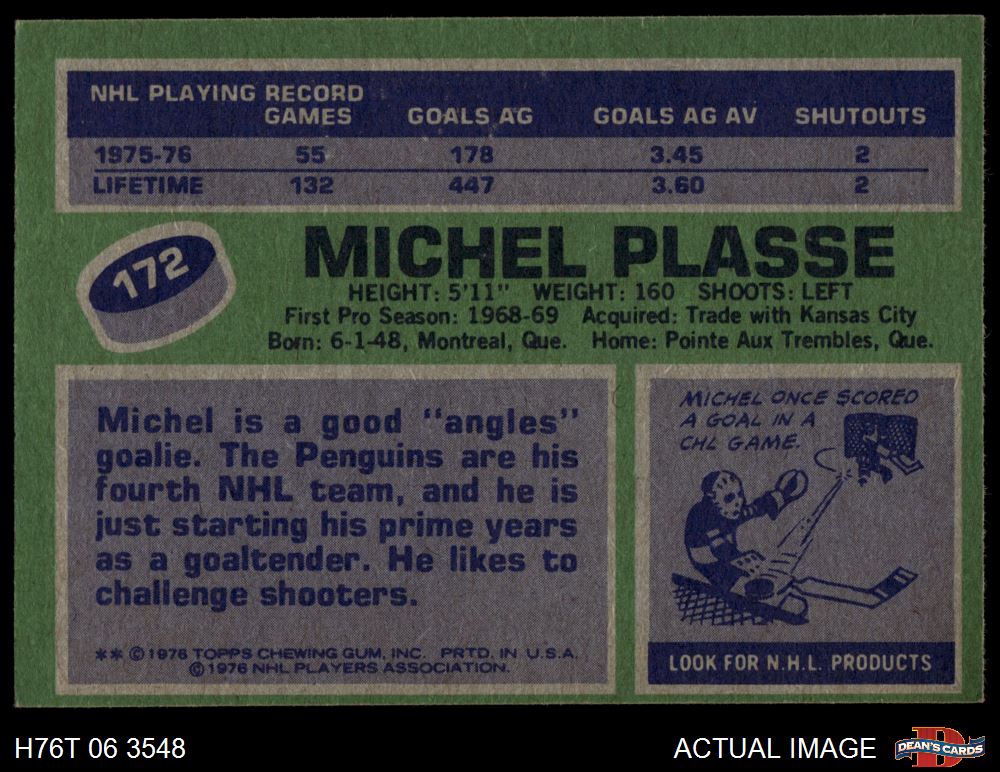 NHL PLAYING RECORD
GAMES GOALS AG GOALS AG AV SHUTOUTS
1975-76 55 178 3.45 2
LIFETIME 132 447 3.60 2
172
MICHEL PLASSE
HEIGHT: 5'11" WEIGHT: 160 SHOOTS: LEFT
First Pro Season: 1968-69 Acquired: Trade with Kansas City
Born: 6-1-48, Montreal, Que. Home: Pointe Aux Trembles, Que.
Michel is a good "angles"
goalie. The Penguins are his
fourth NHL team, and he is
just starting his prime years
as a goaltender. He likes to
challenge shooters.
** © 1976 TOPPS CHEWING GUM, INC. PRTD. IN U.S.A.
© 1976 NHL PLAYERS ASSOCIATION.
MICHEL ONCE SCORED
A GOAL IN A
CHL GAME.
LOOK FOR N.H.L. PRODUCTS
H76T 06 3548
ACTUAL IMAGE
D
DEAN'S CARDS